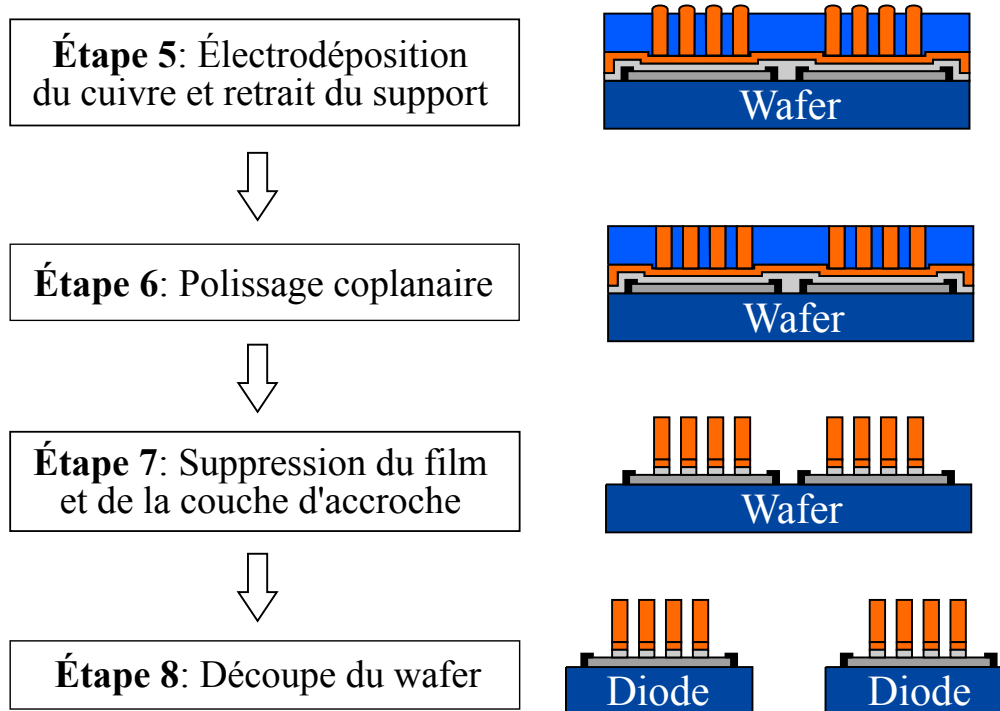 Étape 5: Électrodéposition
du cuivre et retrait du support
Wafer
Étape 6: Polissage coplanaire
Wafer
Étape 7: Suppression du film
et de la couche d'accroche
Wafer
Étape 8: Découpe du wafer
Diode
Diode